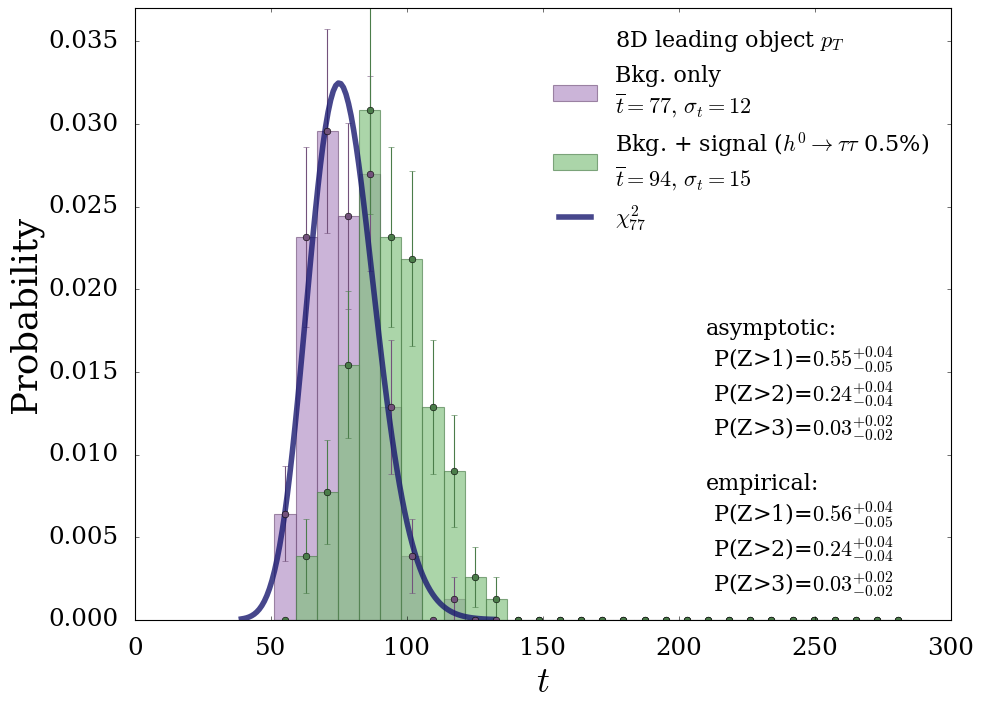 8D leading object $p_T$
Bkg. only
$\overline{t} = 77$, $\sigma_t = 12$
Bkg. + signal ($h^0 \rightarrow \tau\tau$ 0.5%)
$\overline{t} = 94$, $\sigma_t = 15$
$\chi^2_{77}$
asymptotic:
P(Z>1)=$0.55^{+0.04}_{-0.05}$
P(Z>2)=$0.24^{+0.04}_{-0.04}$
P(Z>3)=$0.03^{+0.02}_{-0.02}$
empirical:
P(Z>1)=$0.56^{+0.04}_{-0.05}$
P(Z>2)=$0.24^{+0.04}_{-0.04}$
P(Z>3)=$0.03^{+0.02}_{-0.02}$
Probability
0.035
0.030
0.025
0.020
0.015
0.010
0.005
0.000
0 50 100 150 200 250 300
$t$